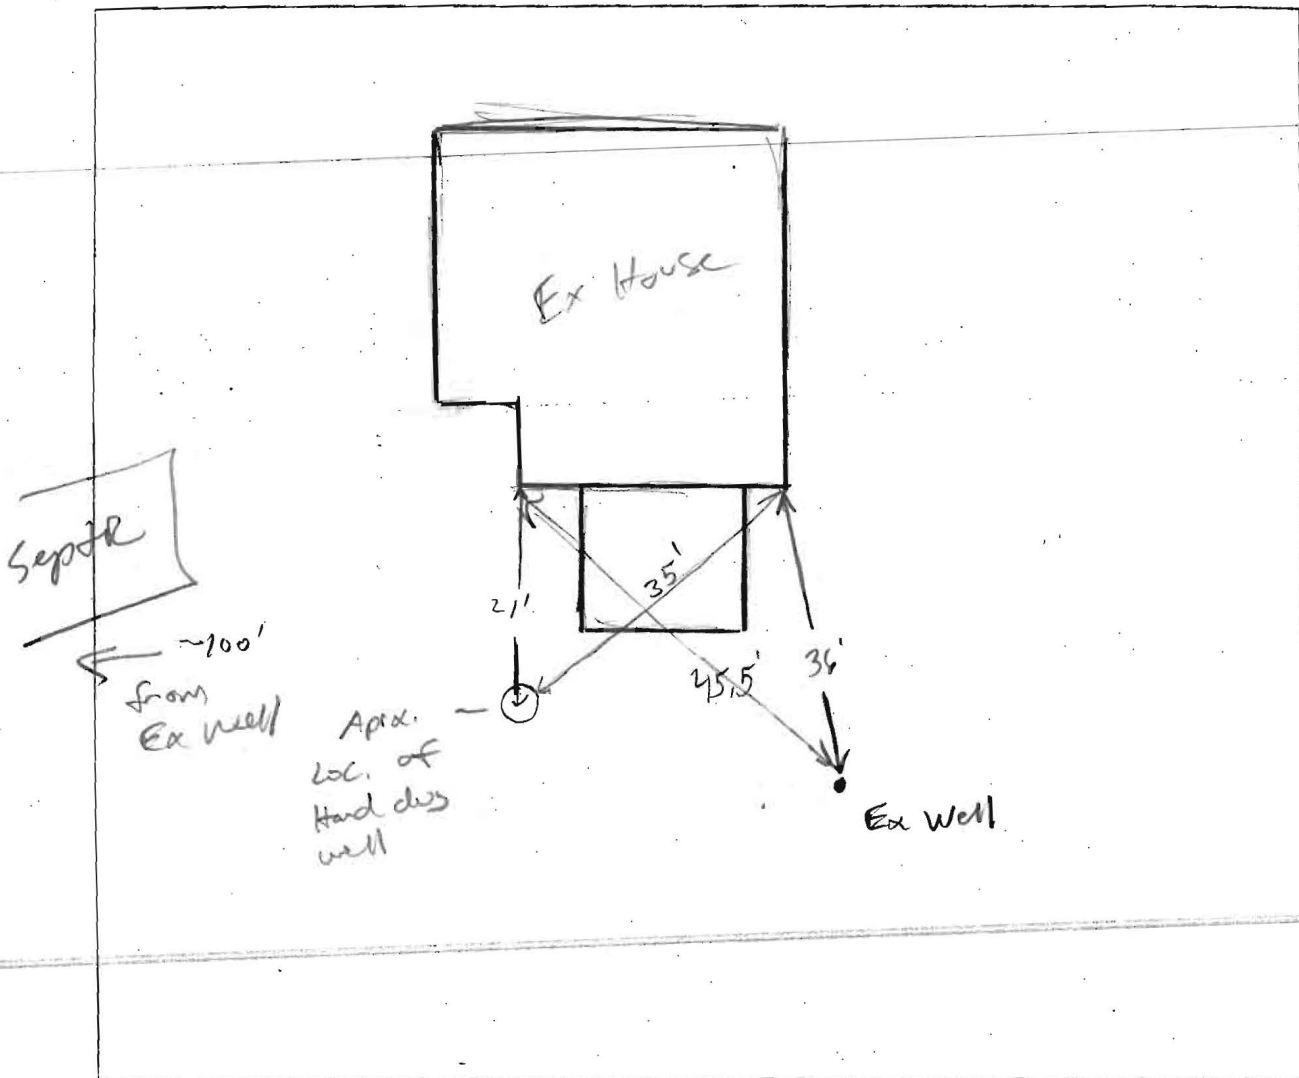 Ex House
Septik
~100'
from
Ex well
21'
35'
45.5'
36'
Aprx.
Loc. of
Hand dug
well
Ex Well